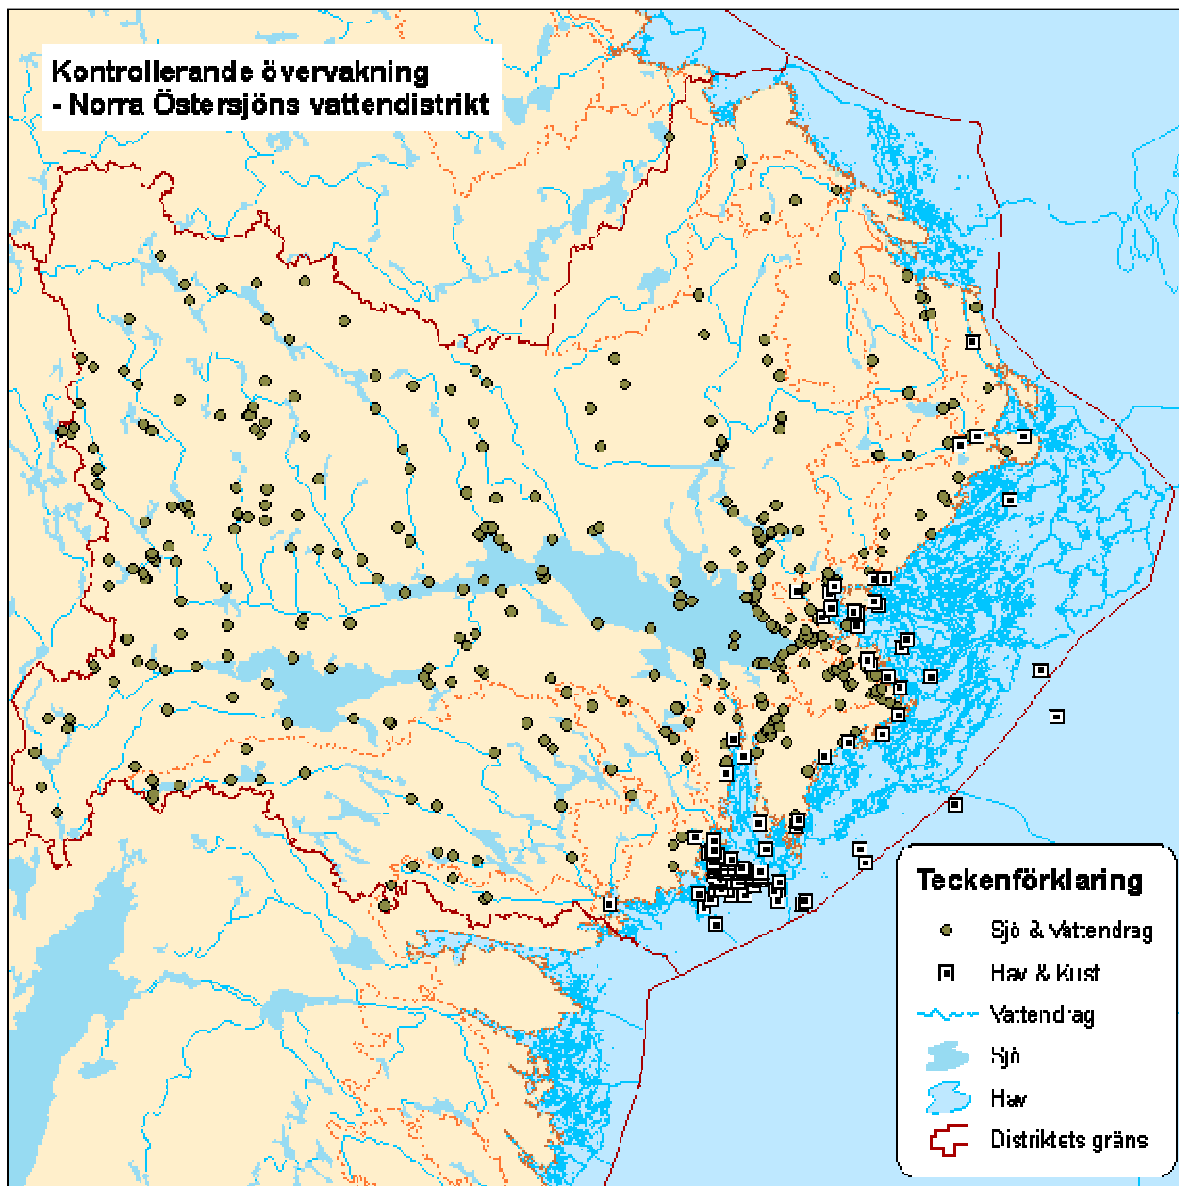 Kontrollerande övervakning
- Norra Östersjöns vattendistrikt
Teckenförklaring
Sjö & Vattendrag
Hav & Kust
Vattendrag
Sjö
Hav
Distriktets gräns